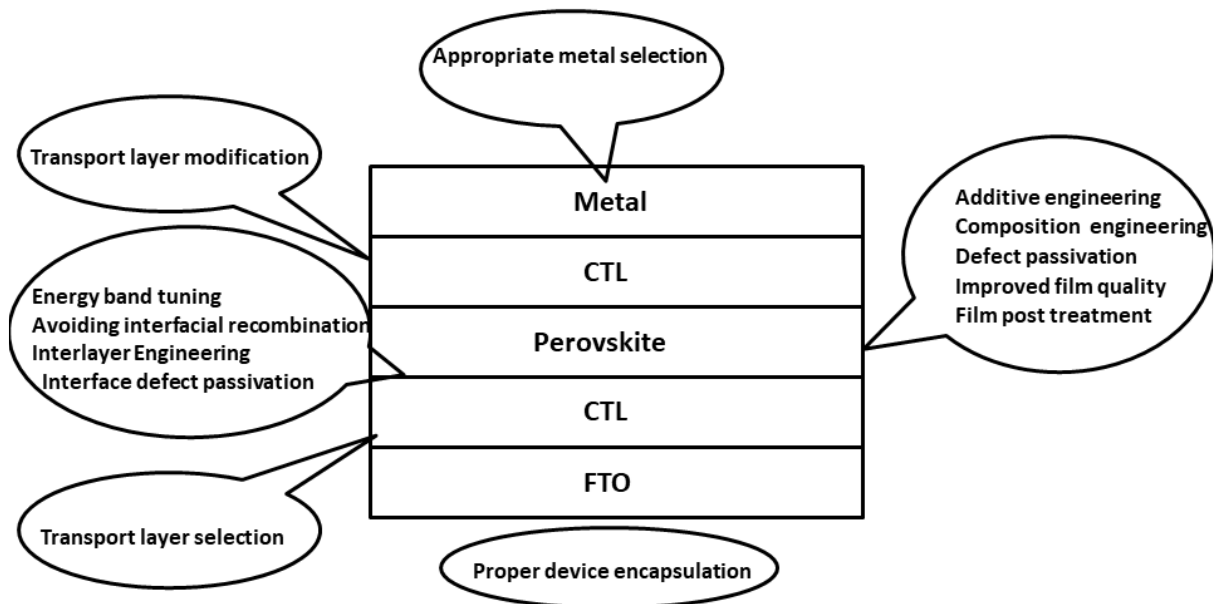 Appropriate metal selection
Transport layer modification
Metal
CTL
Perovskite
CTL
FTO
Additive engineering
Composition engineering
Defect passivation
Improved film quality
Film post treatment
Energy band tuning
Avoiding interfacial recombination
Interlayer Engineering
Interface defect passivation
Transport layer selection
Proper device encapsulation